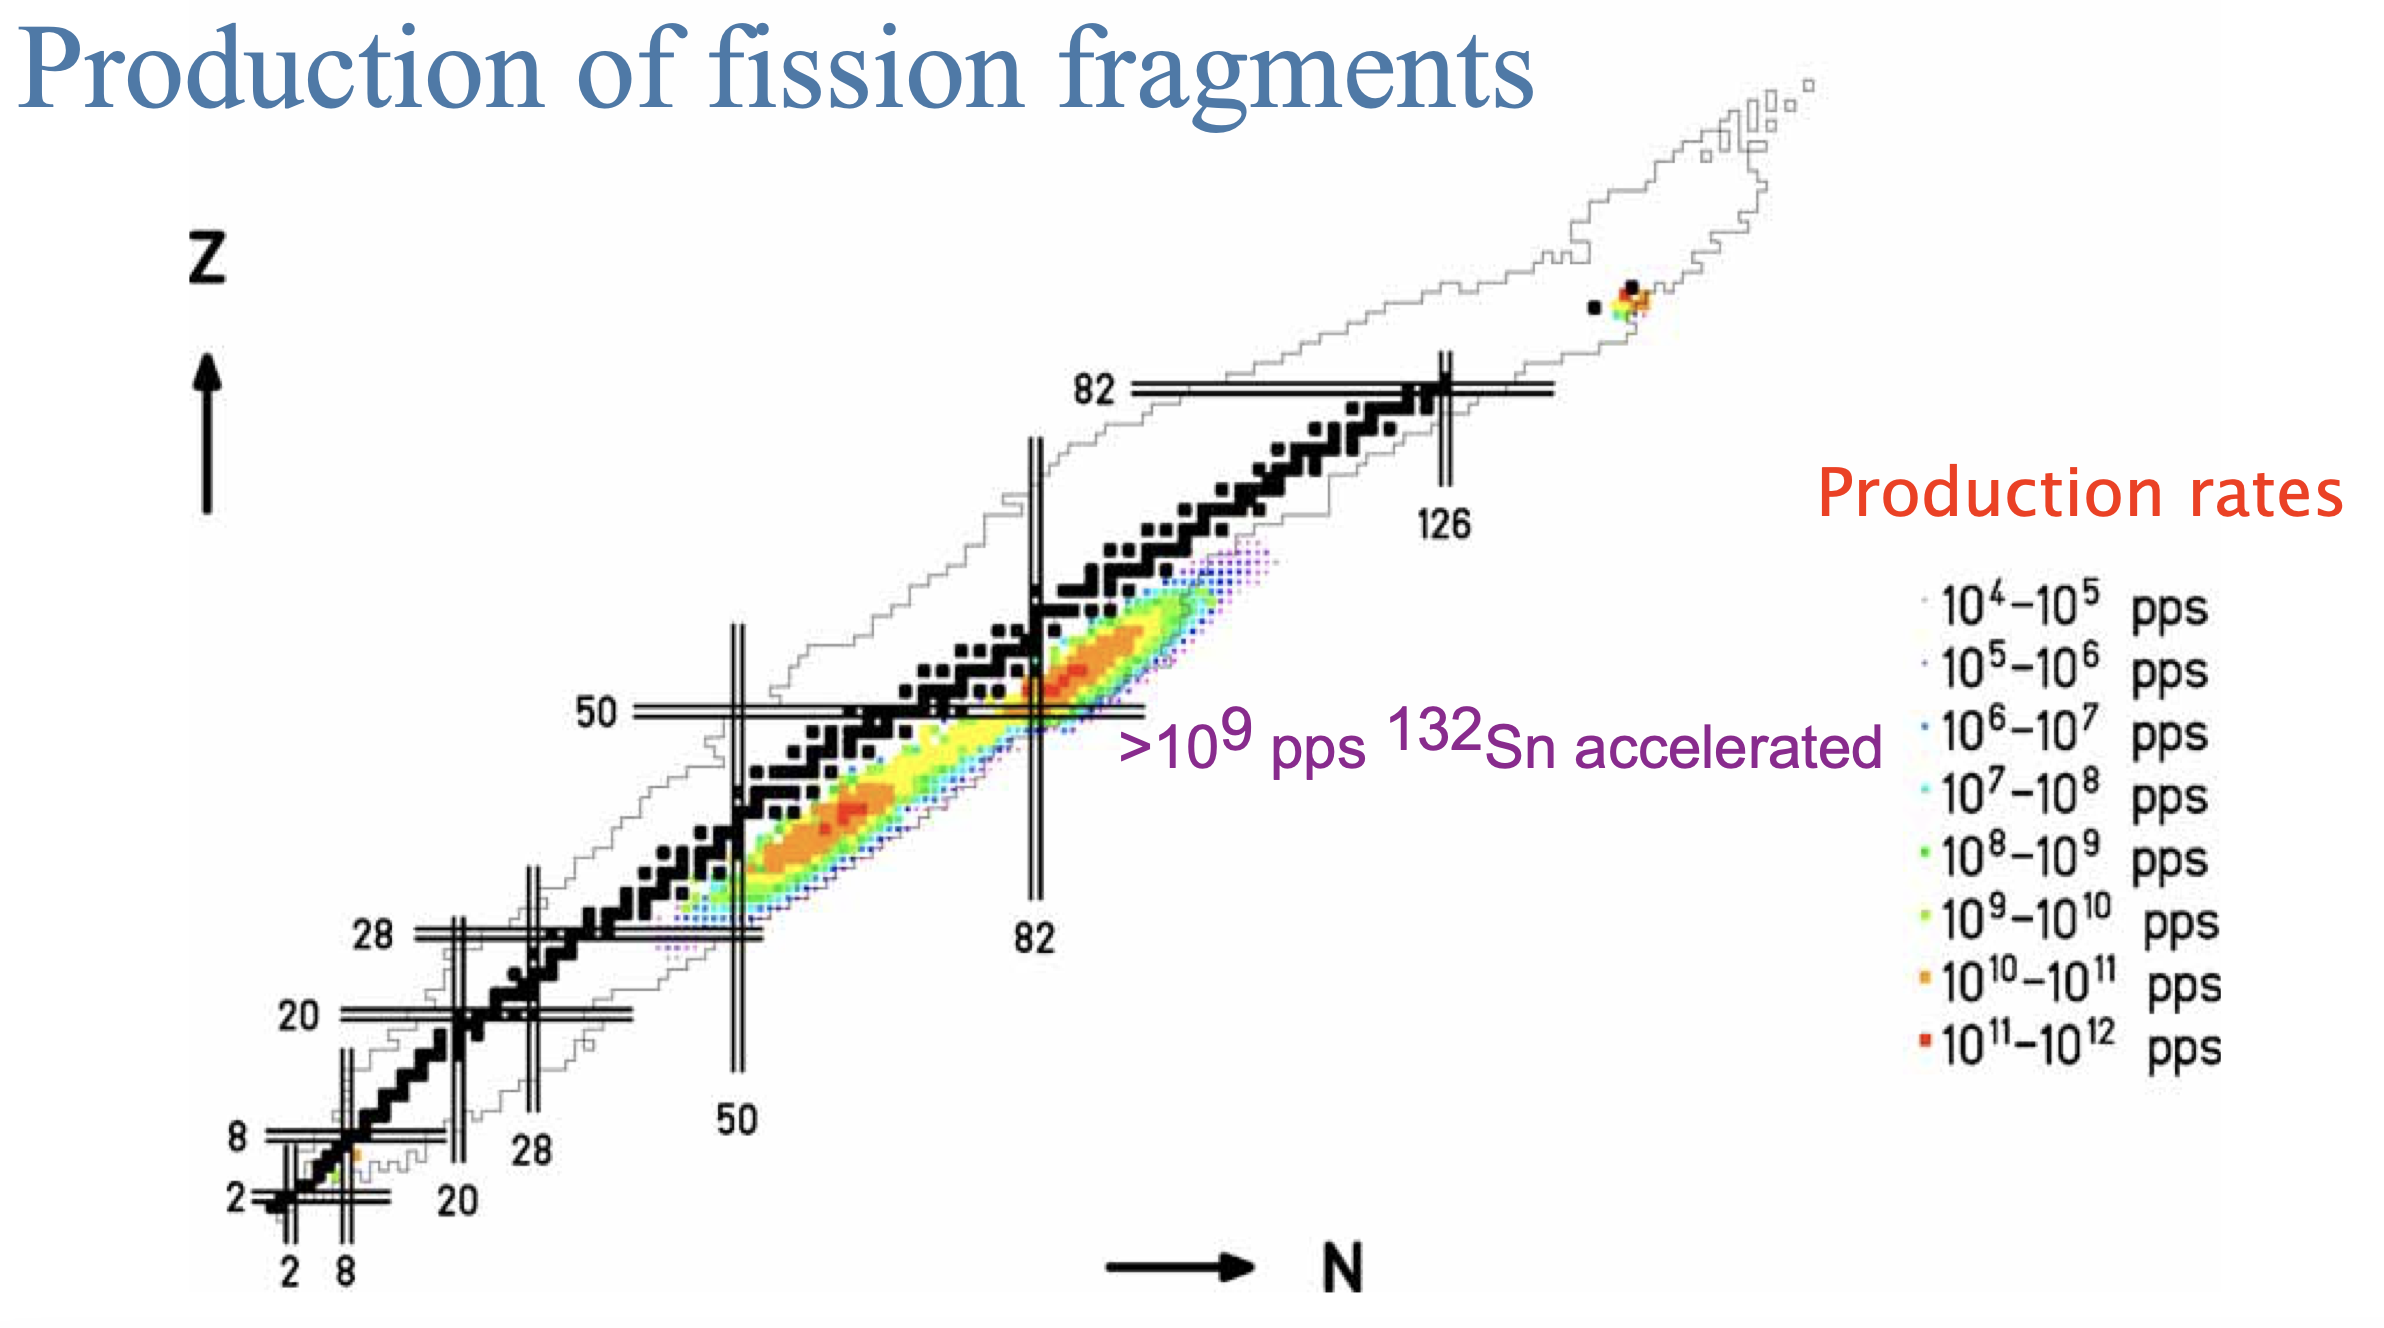 Production of fission fragments
Z
82
126
Production rates
10⁴–10⁵ pps
10⁵–10⁶ pps
50
>10⁹ pps ¹³²Sn accelerated
10⁶–10⁷ pps
10⁷–10⁸ pps
10⁸–10⁹ pps
10⁹–10¹⁰ pps
28
82
10¹⁰–10¹¹ pps
20
10¹¹–10¹² pps
50
8
28
2
20
2
8
N